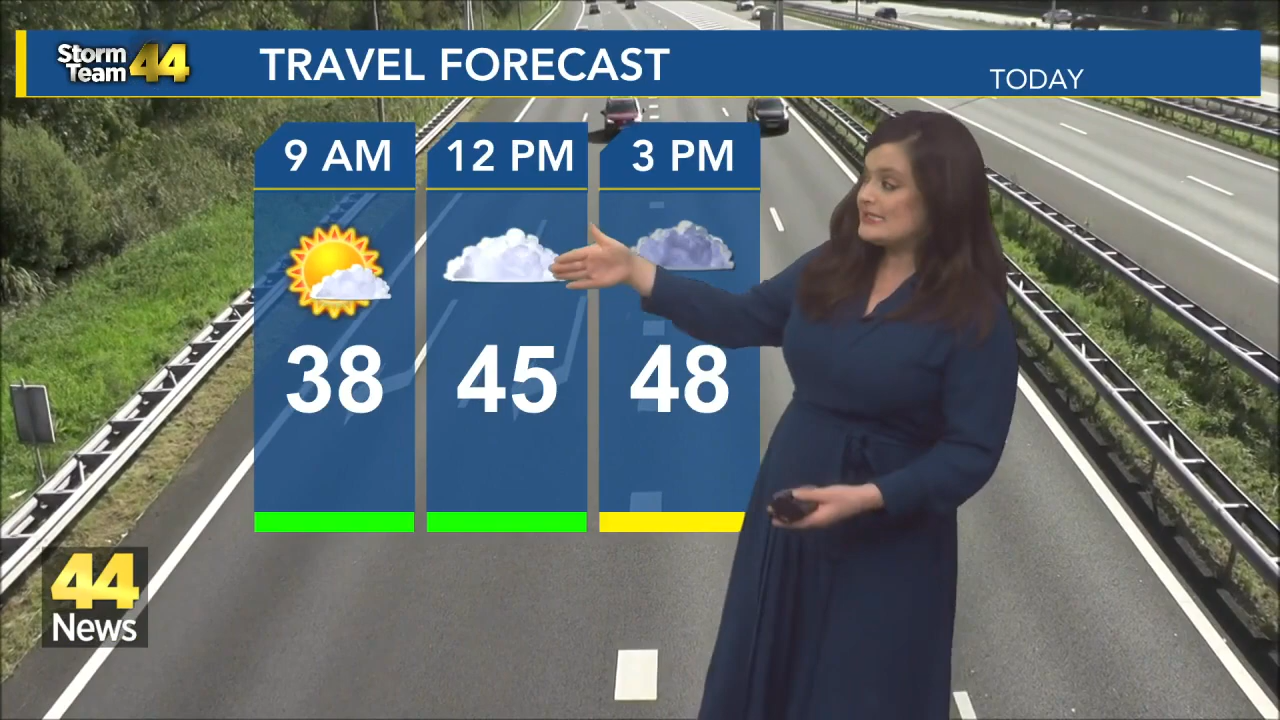 Storm
Team 44
TRAVEL FORECAST
TODAY
9 AM
12 PM
3 PM
38
45
48
44
News